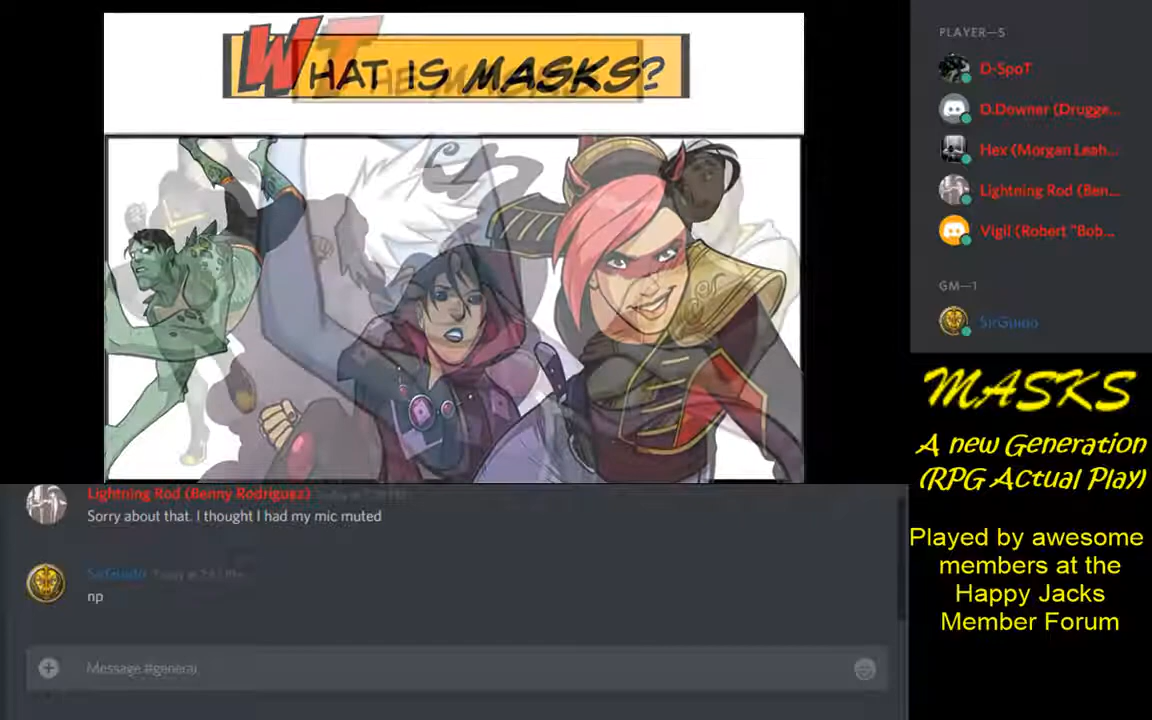 WHAT IS MASKS?
PLAYER—5
D-SpoT
D.Downer (Drugge...
Hex (Morgan Leah...
Lightning Rod (Ben...
Vigil (Robert "Bob...
GM—1
SirGuido
MASKS
A new Generation
(RPG Actual Play)
Played by awesome
members at the
Happy Jacks
Member Forum
Lightning Rod (Benny Rodriguez)
Sorry about that. I thought I had my mic muted
SirGuido
np
Message #general